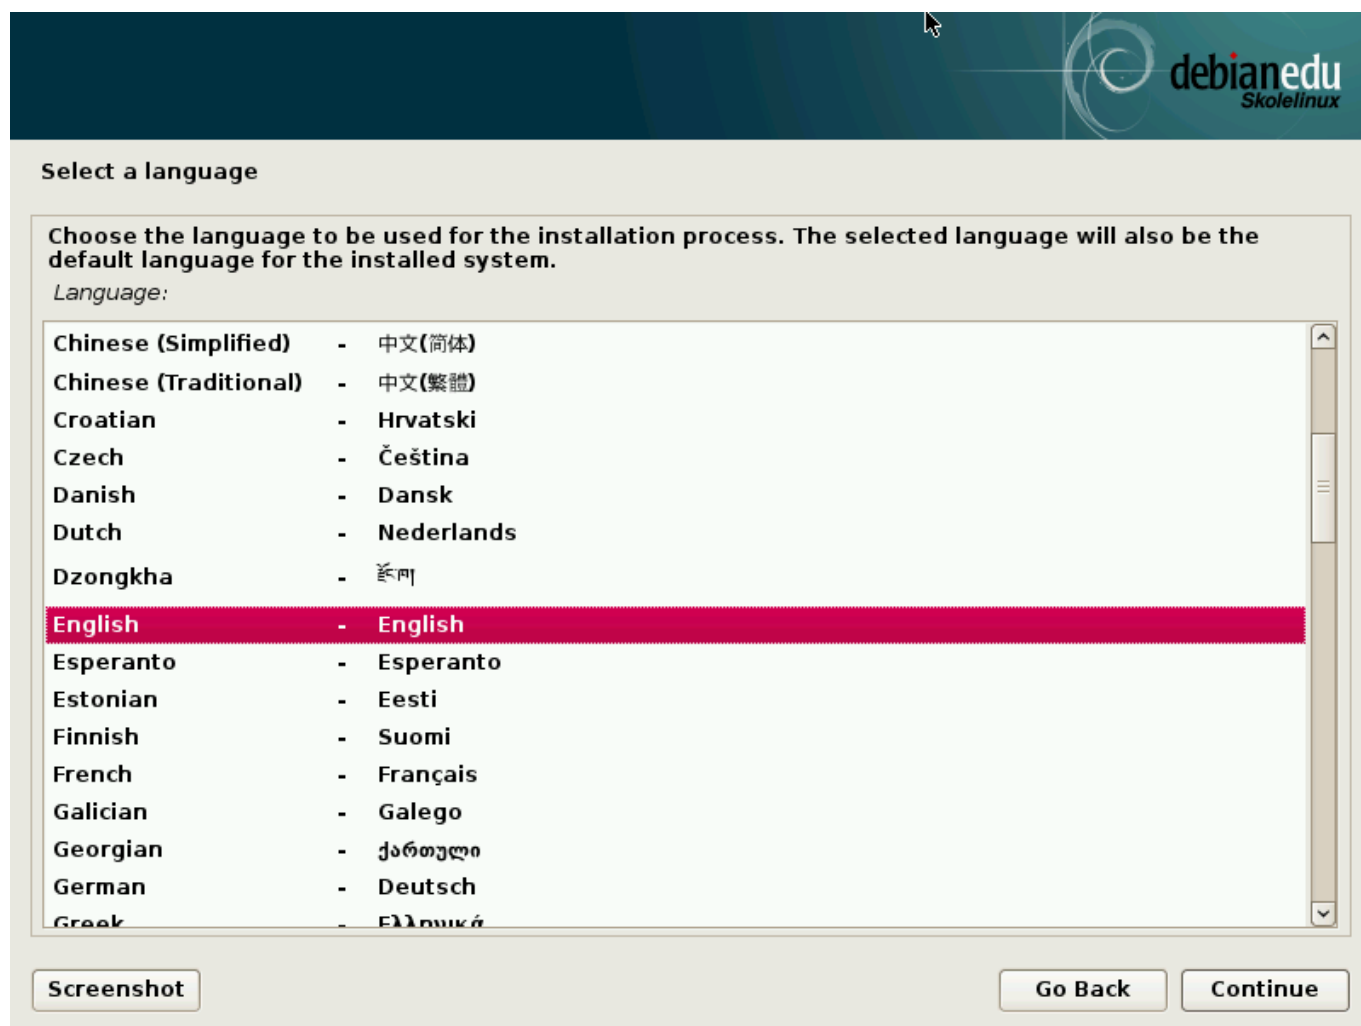 debianedu
Skolelinux
Select a language
Choose the language to be used for the installation process. The selected language will also be the
default language for the installed system.
Language:
Chinese (Simplified) - 中文(简体)
Chinese (Traditional) - 中文(繁體)
Croatian - Hrvatski
Czech - Čeština
Danish - Dansk
Dutch - Nederlands
Dzongkha - རྫོང་ཁ།
English - English
Esperanto - Esperanto
Estonian - Eesti
Finnish - Suomi
French - Français
Galician - Galego
Georgian - ქართული
German - Deutsch
Greek - Ελληνικά
Screenshot Go Back Continue